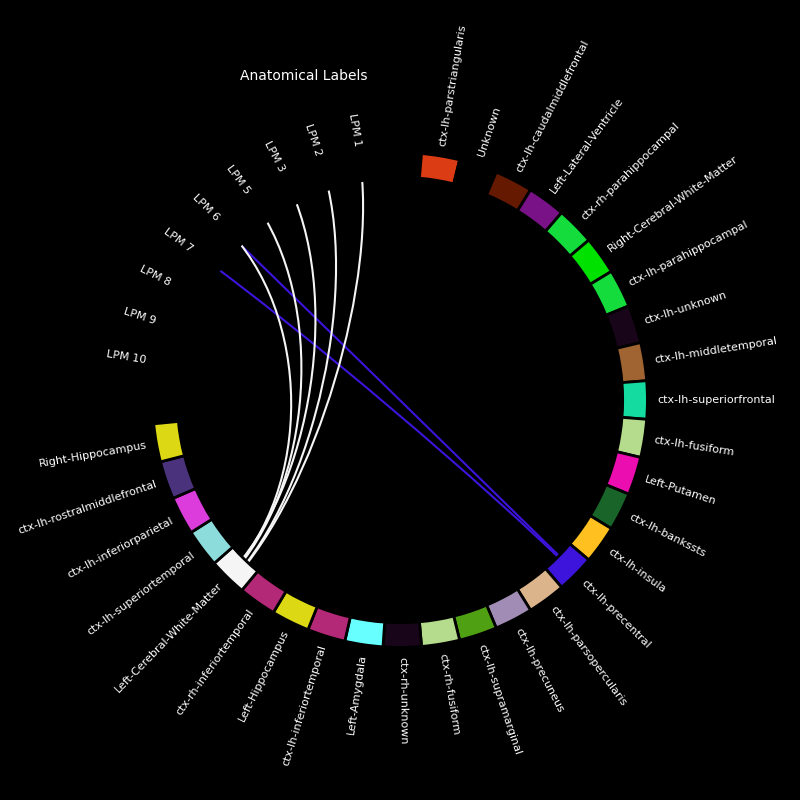 Anatomical Labels
ctx-lh-parstriangularis
Unknown
ctx-lh-caudalmiddlefrontal
Left-Lateral-Ventricle
ctx-rh-parahippocampal
Right-Cerebral-White-Matter
ctx-lh-parahippocampal
ctx-lh-unknown
ctx-lh-middletemporal
ctx-lh-superiorfrontal
ctx-lh-fusiform
Left-Putamen
ctx-lh-bankssts
ctx-lh-insula
ctx-lh-precentral
ctx-lh-parsopercularis
ctx-lh-precuneus
ctx-lh-supramarginal
ctx-rh-fusiform
ctx-rh-unknown
Left-Amygdala
ctx-lh-inferiortemporal
Left-Hippocampus
ctx-rh-inferiortemporal
Left-Cerebral-White-Matter
ctx-lh-superiortemporal
ctx-lh-inferiorparietal
ctx-lh-rostralmiddlefrontal
Right-Hippocampus
LPM 10
LPM 9
LPM 8
LPM 7
LPM 6
LPM 5
LPM 3
LPM 2
LPM 1